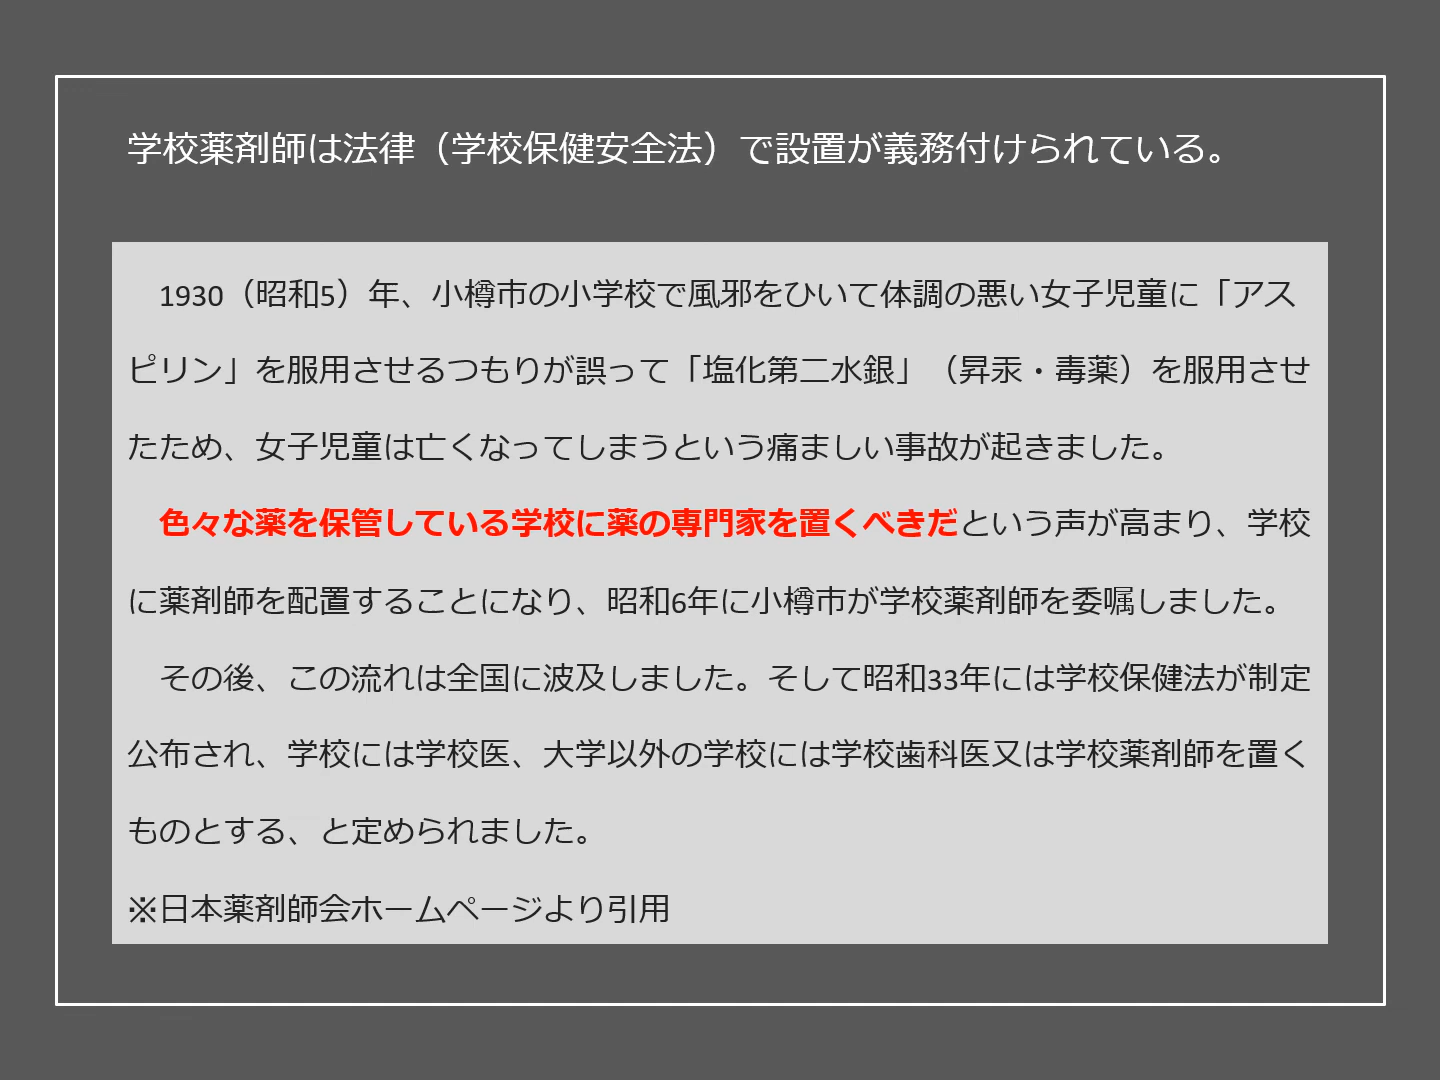 学校薬剤師は法律（学校保健安全法）で設置が義務付けられている。
　1930（昭和5）年、小樽市の小学校で風邪をひいて体調の悪い女子児童に「アス
ピリン」を服用させるつもりが誤って「塩化第二水銀」（昇汞・毒薬）を服用させ
たため、女子児童は亡くなってしまうという痛ましい事故が起きました。
　色々な薬を保管している学校に薬の専門家を置くべきだという声が高まり、学校
に薬剤師を配置することになり、昭和6年に小樽市が学校薬剤師を委嘱しました。
　その後、この流れは全国に波及しました。そして昭和33年には学校保健法が制定
公布され、学校には学校医、大学以外の学校には学校歯科医又は学校薬剤師を置く
ものとする、と定められました。
※日本薬剤師会ホームページより引用